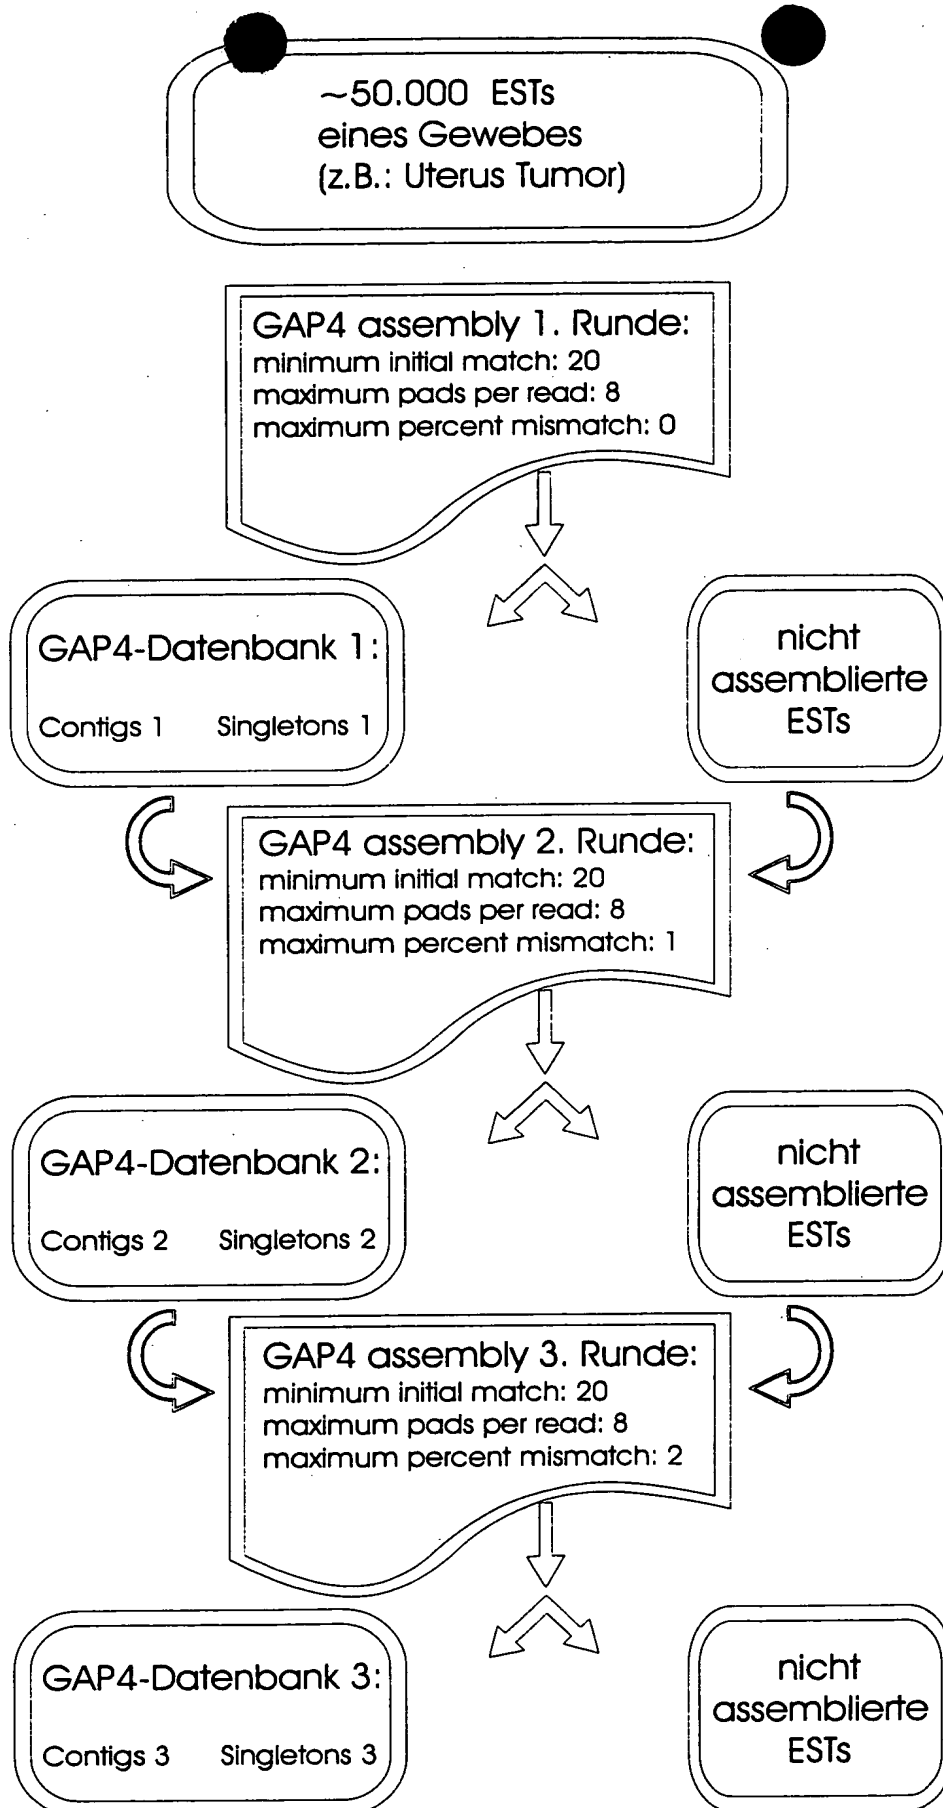 ~50.000 ESTs
eines Gewebes
(z.B.: Uterus Tumor)
GAP4 assembly 1. Runde:
minimum initial match: 20
maximum pads per read: 8
maximum percent mismatch: 0
GAP4-Datenbank 1:
Contigs 1 Singletons 1
nicht
assemblierte
ESTs
GAP4 assembly 2. Runde:
minimum initial match: 20
maximum pads per read: 8
maximum percent mismatch: 1
GAP4-Datenbank 2:
Contigs 2 Singletons 2
nicht
assemblierte
ESTs
GAP4 assembly 3. Runde:
minimum initial match: 20
maximum pads per read: 8
maximum percent mismatch: 2
GAP4-Datenbank 3:
Contigs 3 Singletons 3
nicht
assemblierte
ESTs